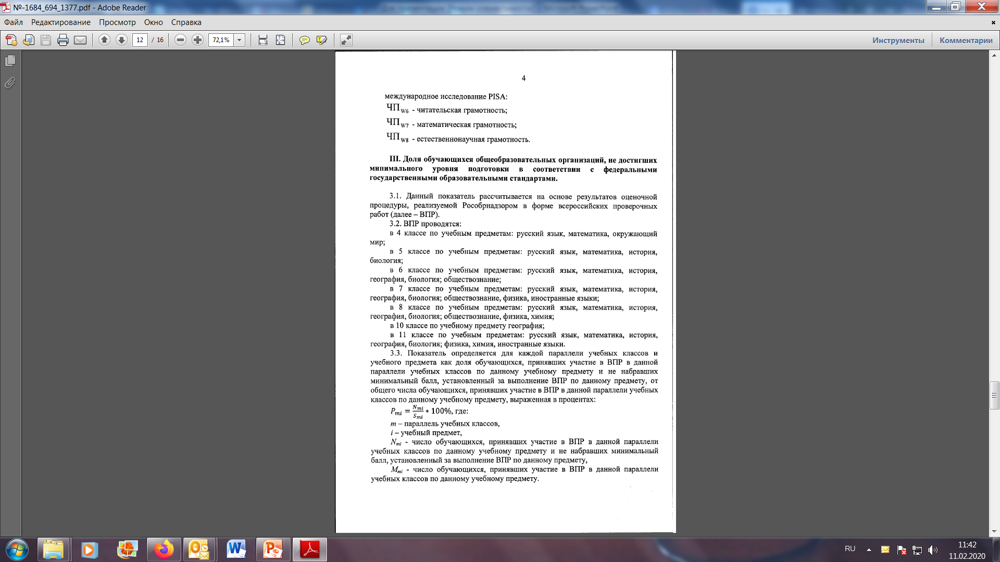 №-1684_694_1377.pdf - Adobe Reader
Файл Редактирование Просмотр Окно Справка
12 / 16 72,1% Инструменты Комментарии
4
международное исследование PISA:
ЧП W6 - читательская грамотность;
ЧП W7 - математическая грамотность;
ЧП W8 - естественнонаучная грамотность.
III. Доля обучающихся общеобразовательных организаций, не достигших
минимального уровня подготовки в соответствии с федеральными
государственными образовательными стандартами.
3.1. Данный показатель рассчитывается на основе результатов оценочной
процедуры, реализуемой Рособрнадзором в форме всероссийских проверочных
работ (далее – ВПР).
3.2. ВПР проводятся:
в 4 классе по учебным предметам: русский язык, математика, окружающий
мир;
в 5 классе по учебным предметам: русский язык, математика, история,
биология;
в 6 классе по учебным предметам: русский язык, математика, история,
география, биология; обществознание;
в 7 классе по учебным предметам: русский язык, математика, история,
география, биология; обществознание, физика, иностранные языки;
в 8 классе по учебным предметам: русский язык, математика, история,
география, биология; обществознание, физика, химия;
в 10 классе по учебному предмету география;
в 11 классе по учебным предметам: русский язык, математика, история,
география, биология; физика, химия, иностранные языки.
3.3. Показатель определяется для каждой параллели учебных классов и
учебного предмета как доля обучающихся, принявших участие в ВПР в данной
параллели учебных классов по данному учебному предмету и не набравших
минимальный балл, установленный за выполнение ВПР по данному предмету, от
общего числа обучающихся, принявших участие в ВПР в данной параллели учебных
классов по данному учебному предмету, выраженная в процентах:
P_mi = N_mi / S_mi * 100%, где:
m – параллель учебных классов,
i – учебный предмет,
N_mi - число обучающихся, принявших участие в ВПР в данной параллели
учебных классов по данному учебному предмету и не набравших минимальный
балл, установленный за выполнение ВПР по данному предмету,
M_mi - число обучающихся, принявших участие в ВПР в данной параллели
учебных классов по данному учебному предмету.
RU
11:42
11.02.2020